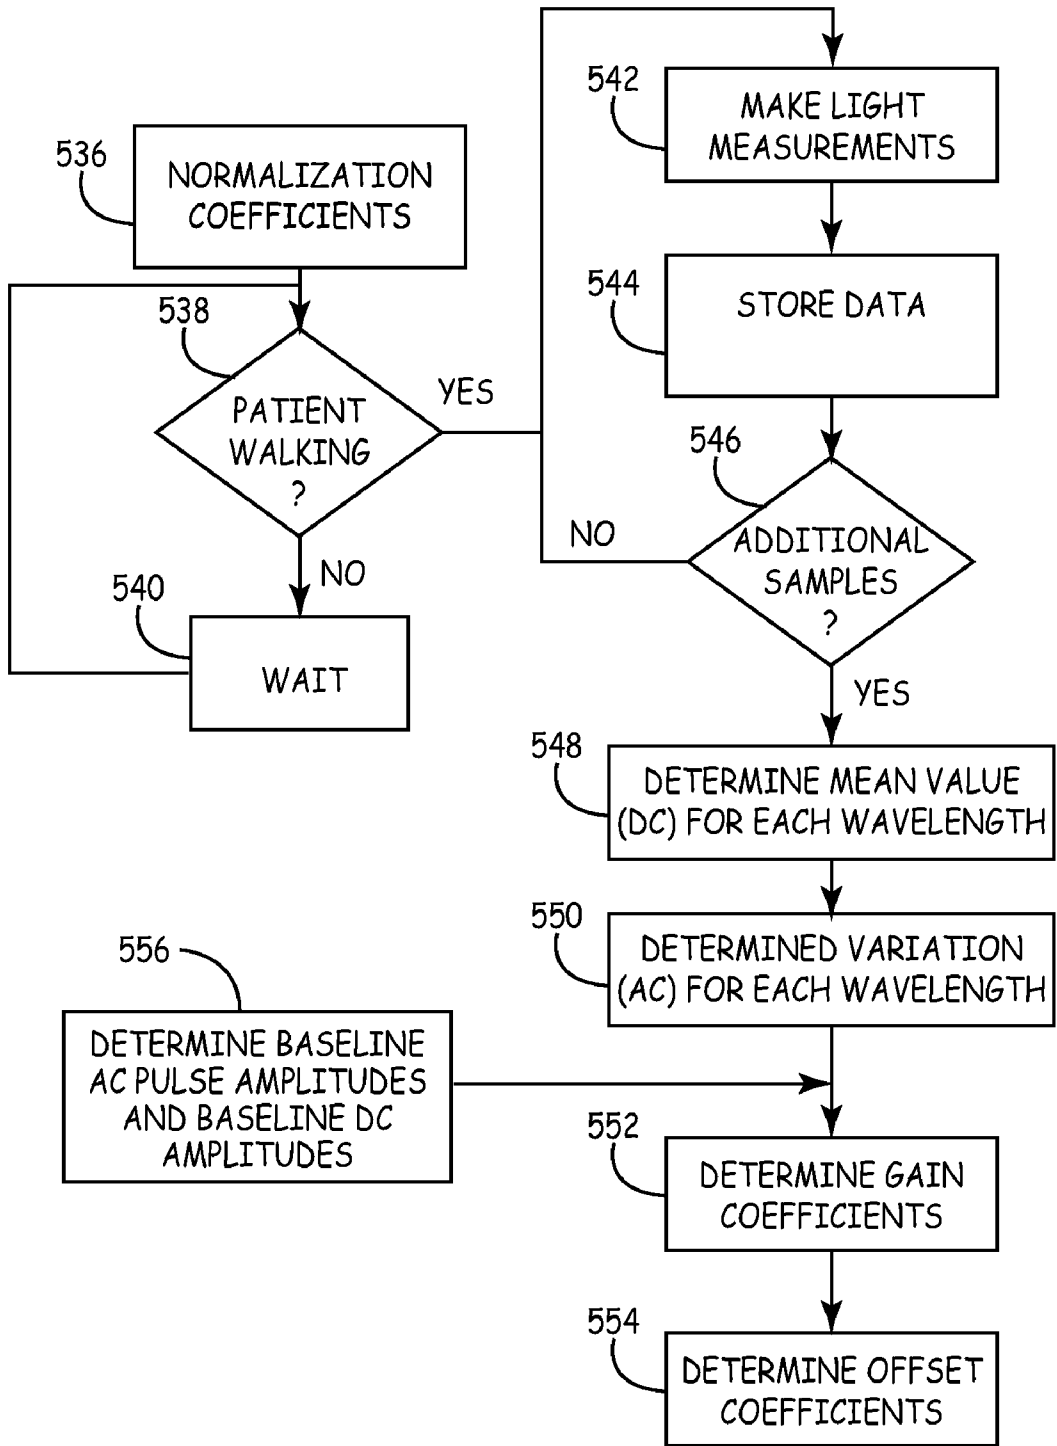 536
NORMALIZATION
COEFFICIENTS
538
PATIENT
WALKING
?
YES
NO
540
WAIT
542
MAKE LIGHT
MEASUREMENTS
544
STORE DATA
546
ADDITIONAL
SAMPLES
?
NO
YES
548
DETERMINE MEAN VALUE
(DC) FOR EACH WAVELENGTH
550
DETERMINED VARIATION
(AC) FOR EACH WAVELENGTH
556
DETERMINE BASELINE
AC PULSE AMPLITUDES
AND BASELINE DC
AMPLITUDES
552
DETERMINE GAIN
COEFFICIENTS
554
DETERMINE OFFSET
COEFFICIENTS